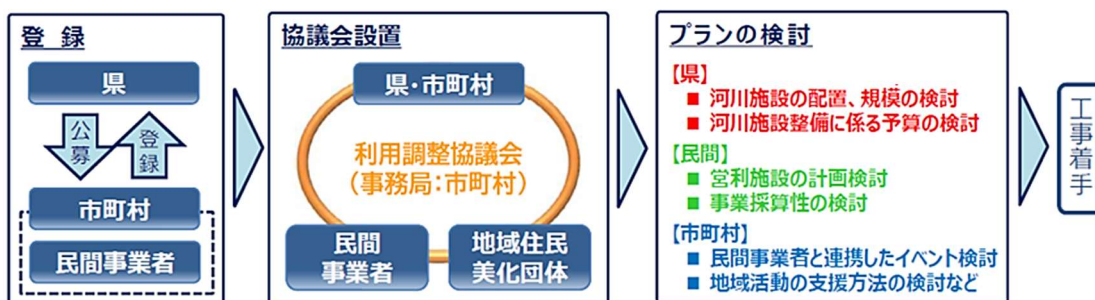 登 録
県
公募
登録
市町村
民間事業者
協議会設置
県・市町村
利用調整協議会
（事務局：市町村）
民間
事業者
地域住民
美化団体
プランの検討
【県】
■ 河川施設の配置、規模の検討
■ 河川施設整備に係る予算の検討
【民間】
■ 営利施設の計画検討
■ 事業採算性の検討
【市町村】
■ 民間事業者と連携したイベント検討
■ 地域活動の支援方法の検討など
工事着手